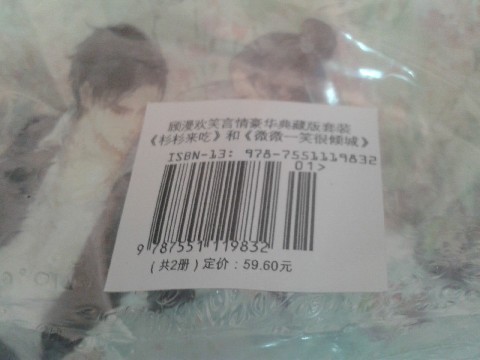 顾漫欢笑言情豪华典藏版套装
《杉杉来吃》和《微微一笑很倾城》
ISBN-13: 978-7551119832
01>
9 787551 119832
(共2册)定价:59.60元